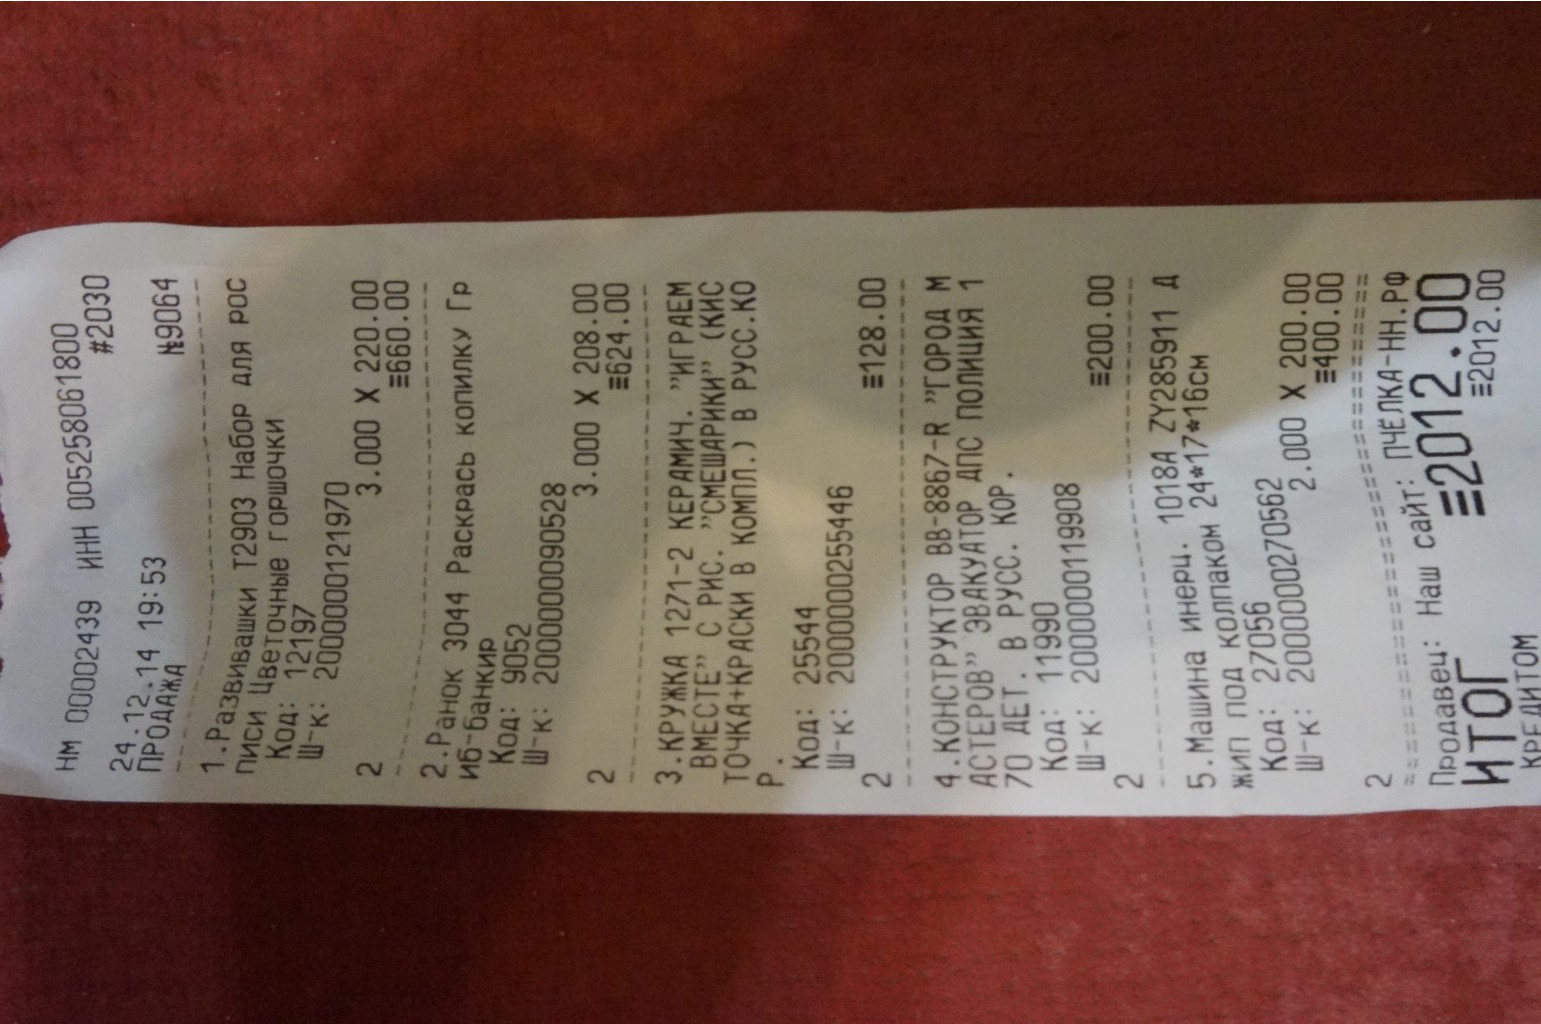 НМ 00002439 ИНН 005258061800
#2030
24.12.14 19:53
ПРОДАЖА №9064
1.Развивашки Т2903 Набор для рос
писи Цветочные горшочки
Код: 12197
Ш-к: 2000000121970
3.000 X 220.00
2 ≡660.00
2.Ранок 3044 Раскрась копилку Гр
иб-банкир
Код: 9052
Ш-к: 2000000090528
3.000 X 208.00
2 ≡624.00
3.КРУЖКА 1271-2 КЕРАМИЧ. "ИГРАЕМ
ВМЕСТЕ" С РИС. "СМЕШАРИКИ" (КИС
ТОЧКА+КРАСКИ В КОМПЛ.) В РУСС.КО
Р.
Код: 25544
Ш-к: 2000000255446
2 ≡128.00
4.КОНСТРУКТОР BB-8867-R "ГОРОД М
АСТЕРОВ" ЭВАКУАТОР ДПС ПОЛИЦИЯ 1
70 ДЕТ. В РУСС. КОР.
Код: 11990
Ш-к: 2000000119908
2 ≡200.00
5.Машина инерц. 1018A ZY285911 Д
жип под колпаком 24*17*16см
Код: 27056
Ш-к: 2000000270562
2.000 X 200.00
2 ≡400.00
Продавец: Наш сайт: ПЧЕЛКА-НН.РФ
ИТОГ ≡2012.00
КРЕДИТОМ ≡2012.00